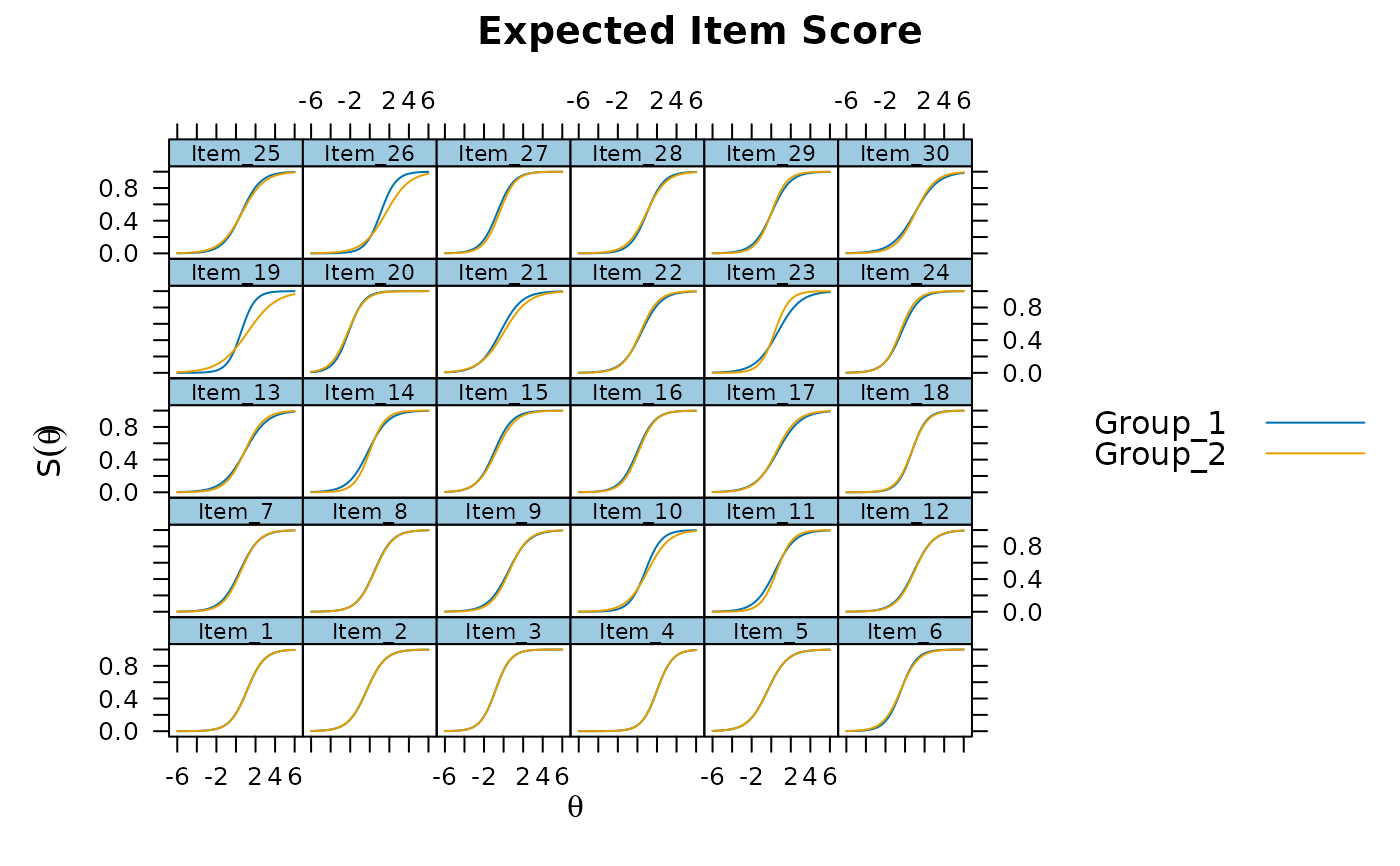 Expected Item Score
-6 -2 2 4 6 -6 -2 2 4 6 -6 -2 2 4 6
Item_25 Item_26 Item_27 Item_28 Item_29 Item_30
0.8
0.4
0.0
Item_19 Item_20 Item_21 Item_22 Item_23 Item_24
0.8
0.4
0.0
Item_13 Item_14 Item_15 Item_16 Item_17 Item_18
0.8
0.4
0.0
Item_7 Item_8 Item_9 Item_10 Item_11 Item_12
0.8
0.4
0.0
Item_1 Item_2 Item_3 Item_4 Item_5 Item_6
0.8
0.4
0.0
-6 -2 2 4 6 -6 -2 2 4 6 -6 -2 2 4 6
θ
S(θ)
Group_1
Group_2